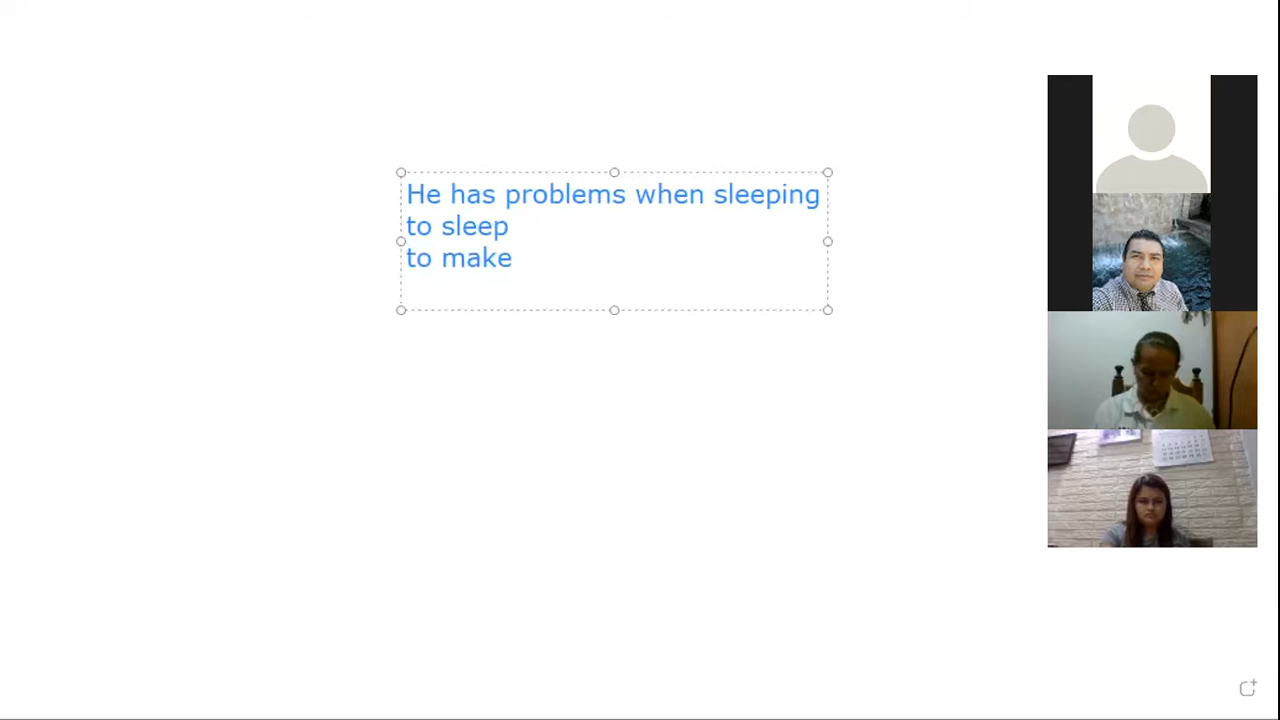 He has problems when sleeping
to sleep
to make